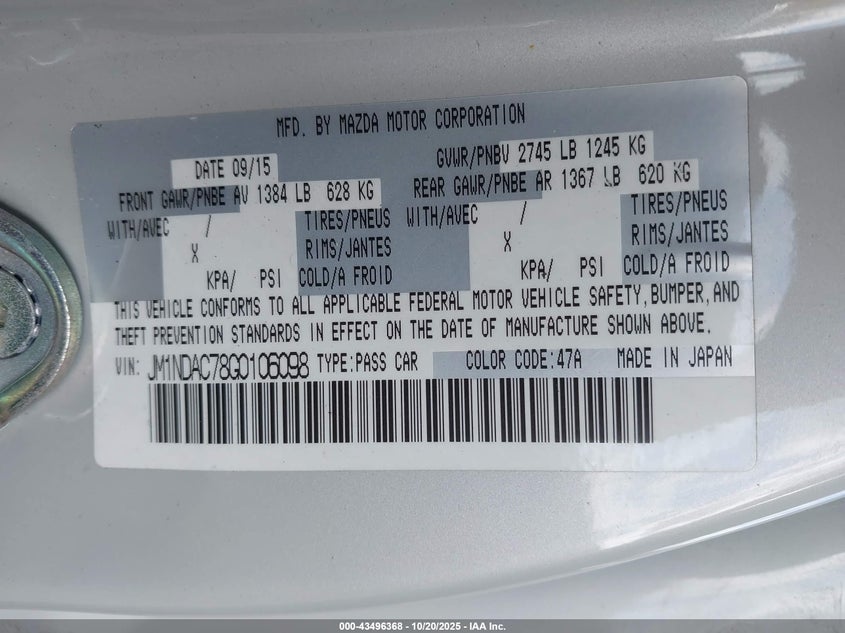 MFD. BY MAZDA MOTOR CORPORATION
DATE 09/15 GVWR/PNBV 2745 LB 1245 KG
FRONT GAWR/PNBE AV 1384 LB 628 KG REAR GAWR/PNBE AR 1367 LB 620 KG
WITH/AVEC / TIRES/PNEUS WITH/AVEC / TIRES/PNEUS
X RIMS/JANTES X RIMS/JANTES
KPA/ PSI COLD/A FROID KPA/ PSI COLD/A FROID
THIS VEHICLE CONFORMS TO ALL APPLICABLE FEDERAL MOTOR VEHICLE SAFETY, BUMPER, AND
THEFT PREVENTION STANDARDS IN EFFECT ON THE DATE OF MANUFACTURE SHOWN ABOVE.
VIN: JM1NDAC78G0106098 TYPE:PASS CAR COLOR CODE:47A MADE IN JAPAN
000-43496368 - 10/20/2025 - IAA Inc.